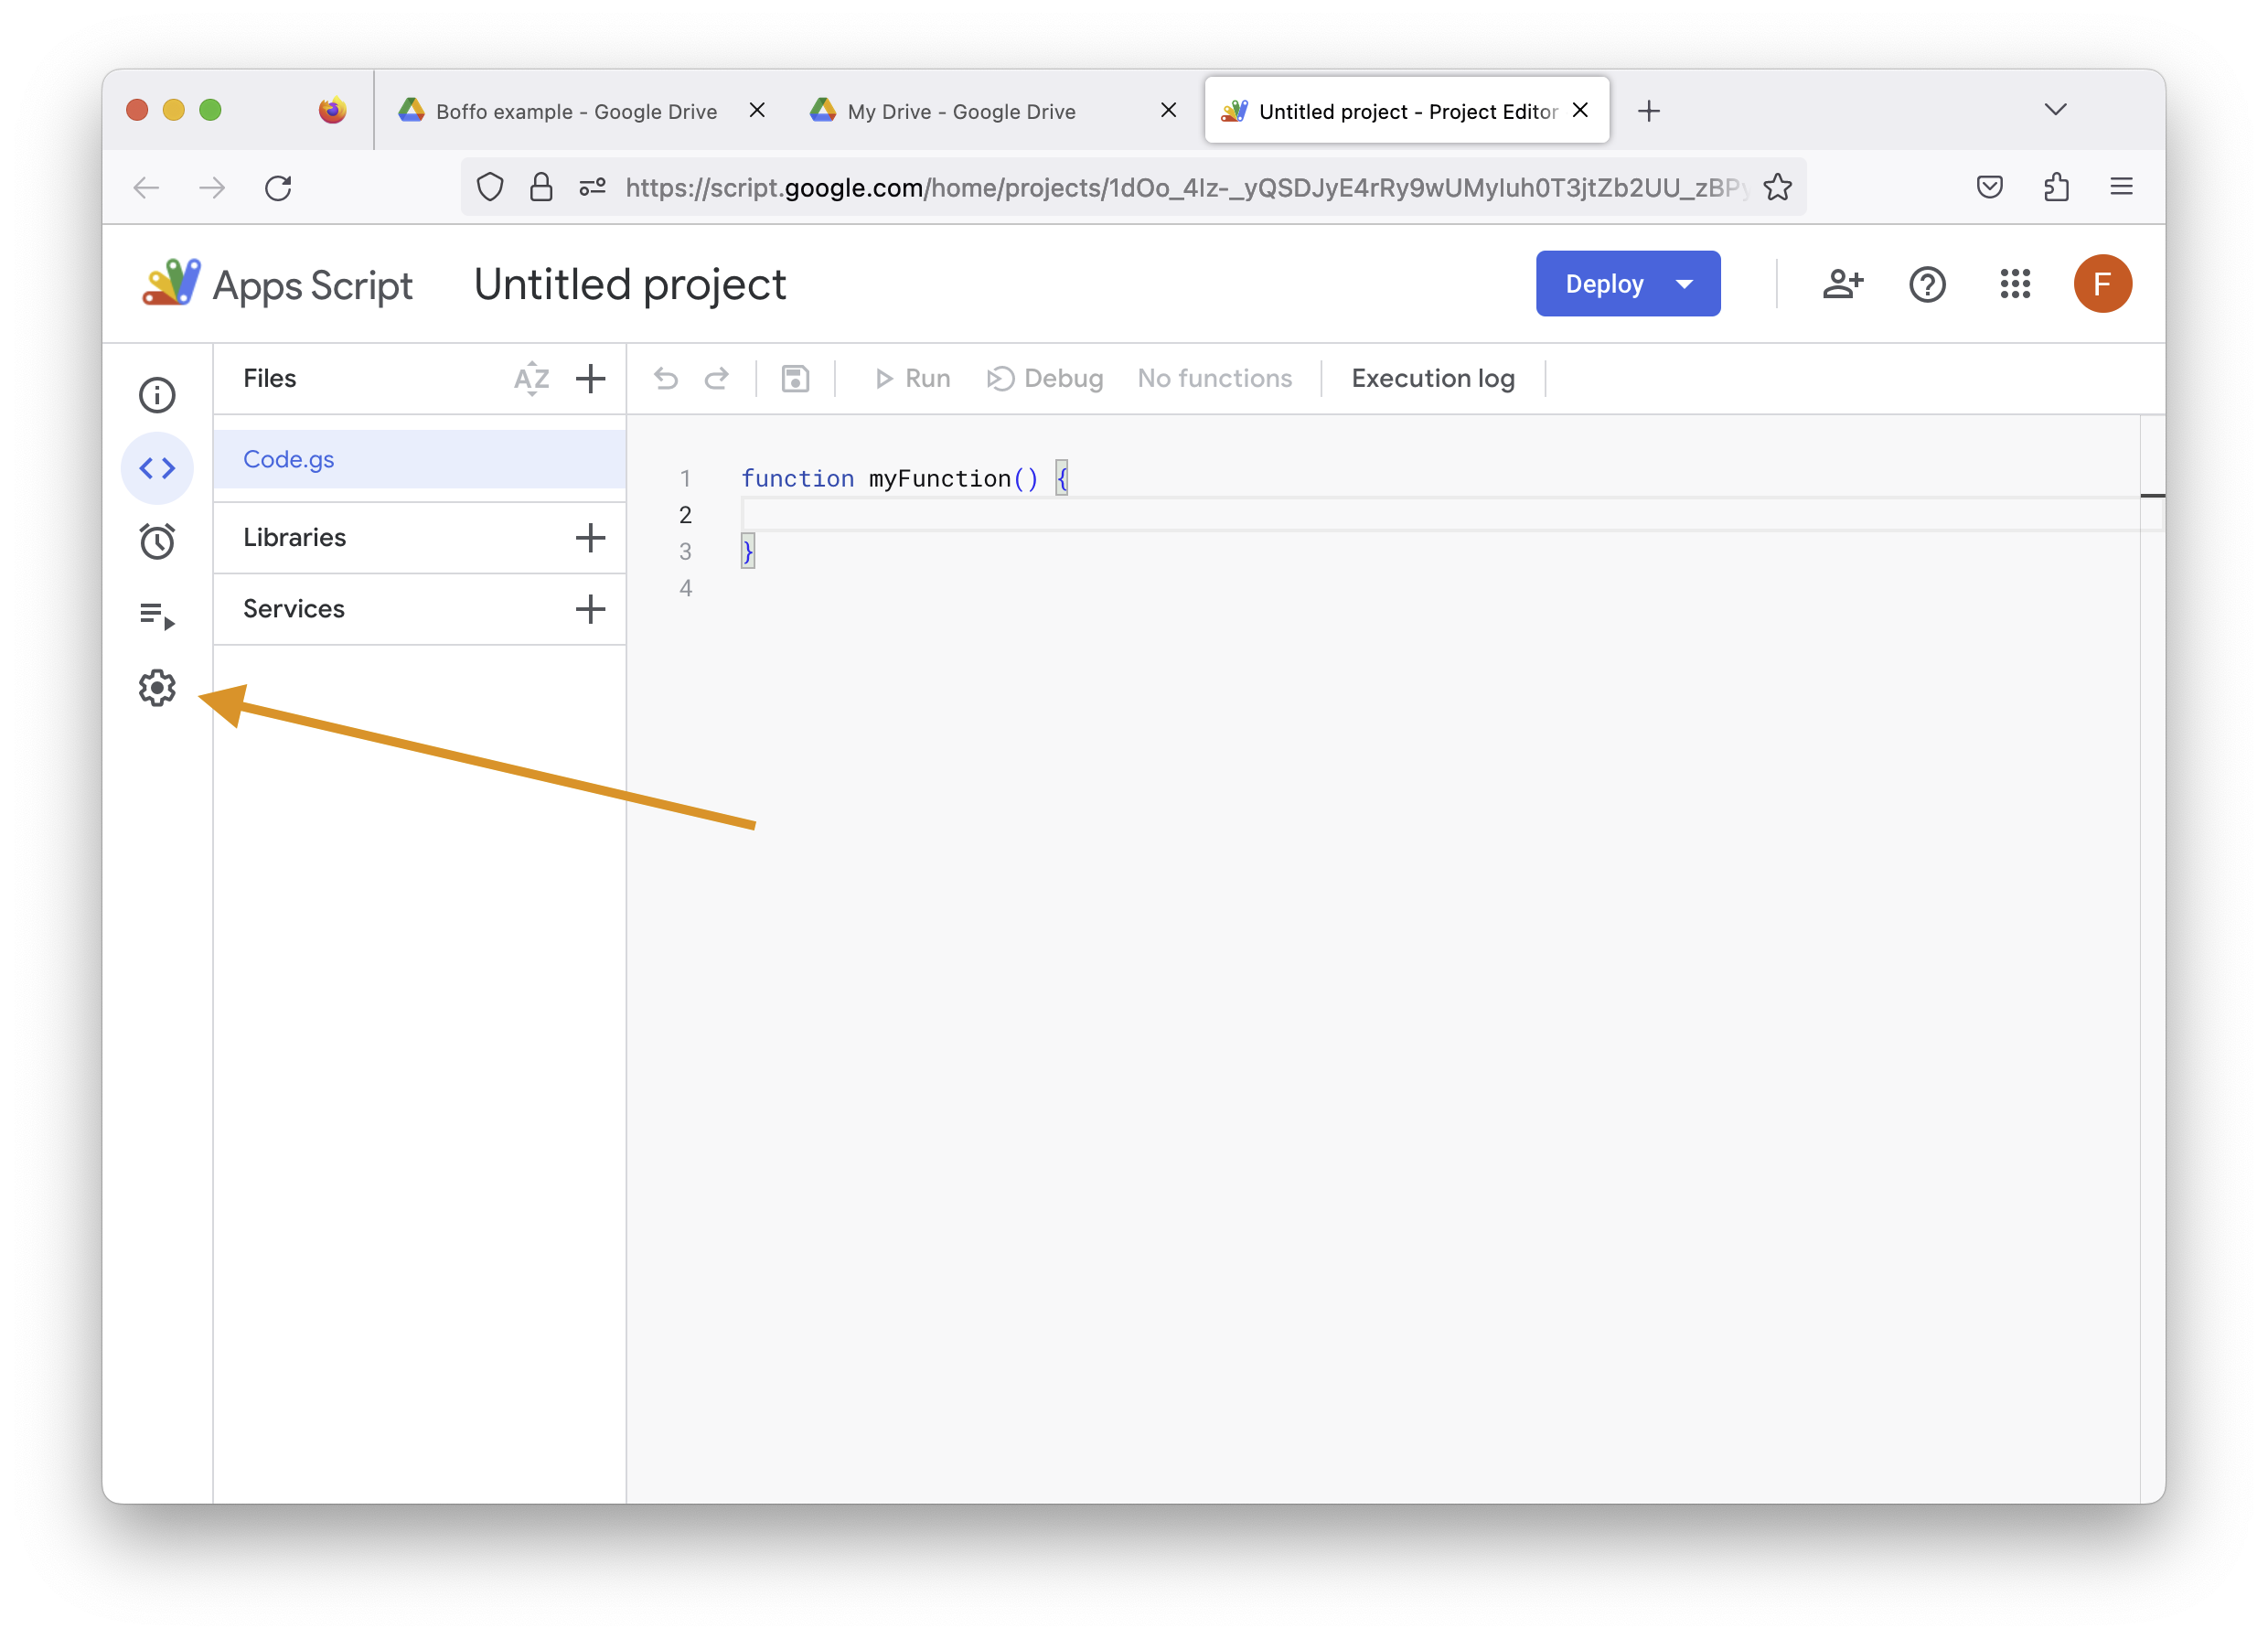 Boffo example - Google Drive
My Drive - Google Drive
Untitled project - Project Editor
https://script.google.com/home/projects/1dOo_4Iz-_yQSDJyE4rRy9wUMyluh0T3jtZb2UU_zBP
Apps Script
Untitled project
Deploy
F
Files
AZ
Run
Debug
No functions
Execution log
Code.gs
Libraries
Services
1 function myFunction() {
2
3 }
4